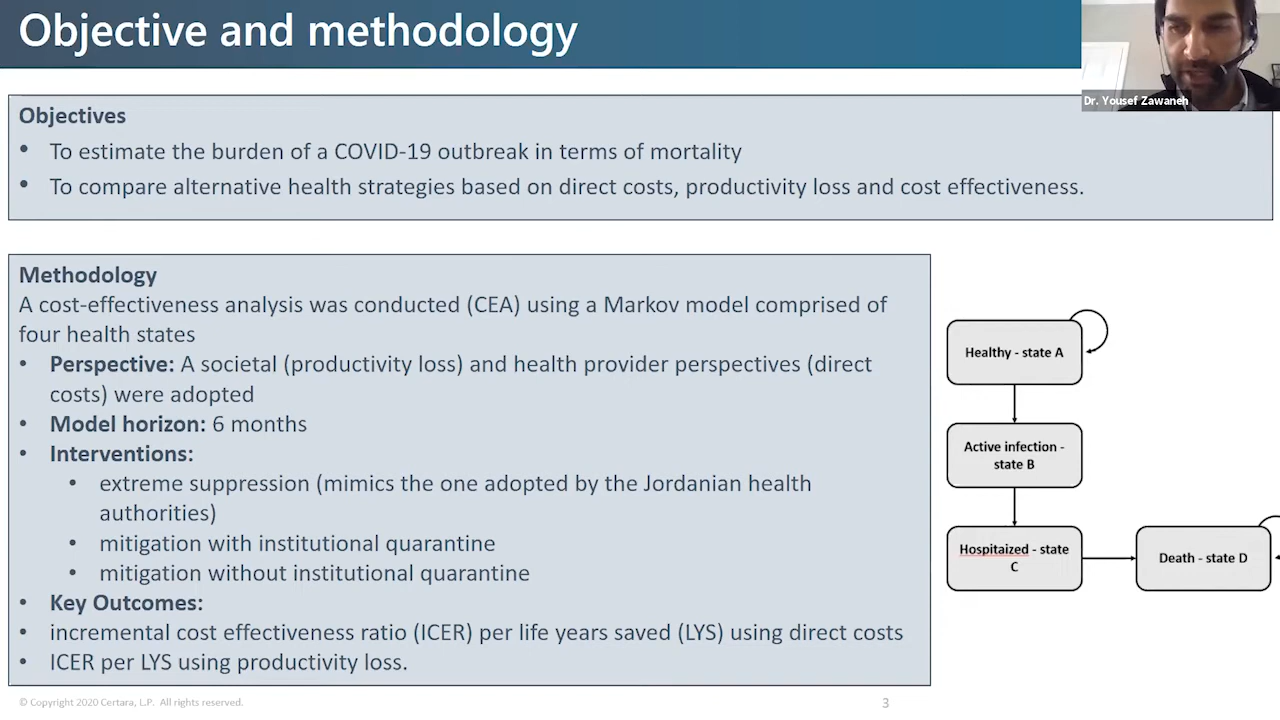 Objective and methodology
Dr. Yousef Zawaneh
Objectives
• To estimate the burden of a COVID-19 outbreak in terms of mortality
• To compare alternative health strategies based on direct costs, productivity loss and cost effectiveness.
Methodology
A cost-effectiveness analysis was conducted (CEA) using a Markov model comprised of
four health states
• Perspective: A societal (productivity loss) and health provider perspectives (direct
costs) were adopted
• Model horizon: 6 months
• Interventions:
• extreme suppression (mimics the one adopted by the Jordanian health
authorities)
• mitigation with institutional quarantine
• mitigation without institutional quarantine
• Key Outcomes:
• incremental cost effectiveness ratio (ICER) per life years saved (LYS) using direct costs
• ICER per LYS using productivity loss.
Healthy - state A
Active infection -
state B
Hospitaized - state
C
Death - state D
© Copyright 2020 Certara, L.P. All rights reserved.
3